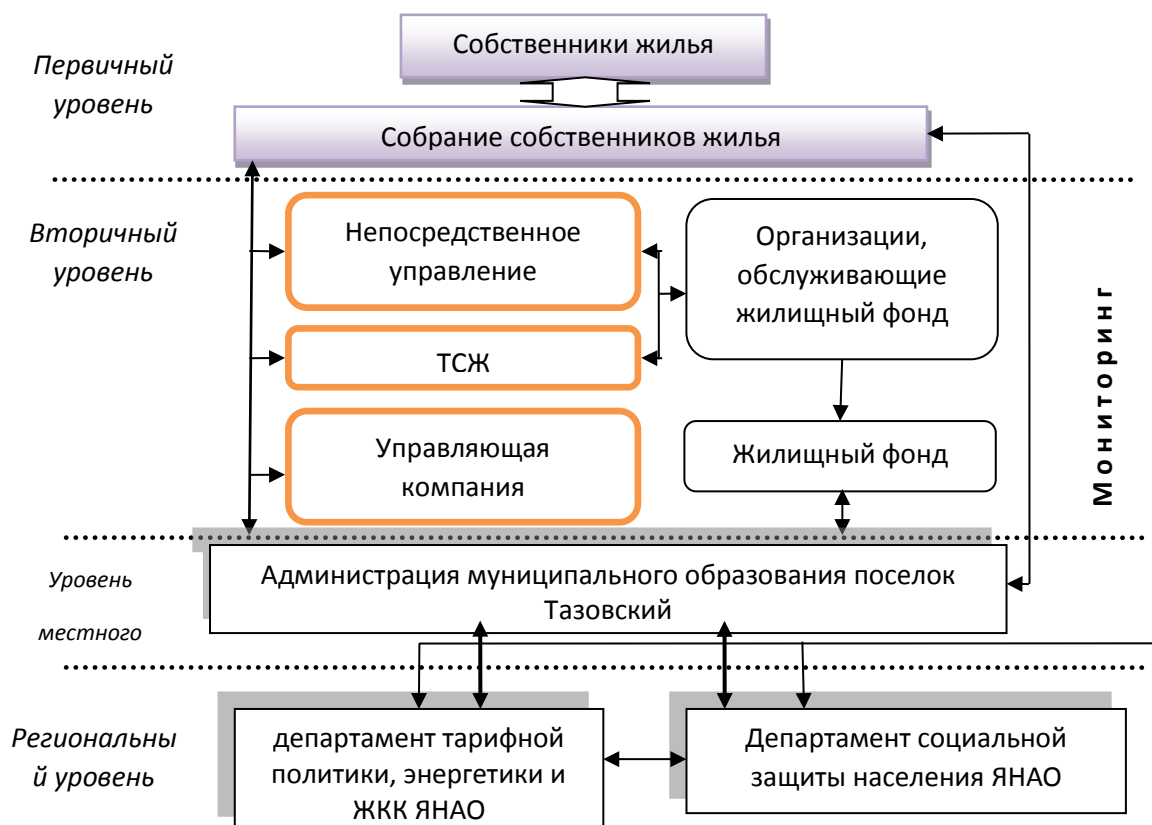 Собственники жилья
Первичный
уровень
Собрание собственников жилья
Вторичный
уровень
Непосредственное
управление
Организации,
обслуживающие
жилищный фонд
ТСЖ
Управляющая
компания
Жилищный фонд
Мониторинг
Уровень
местного
Администрация муниципального образования поселок
Тазовский
Региональны
й уровень
департамент тарифной
политики, энергетики и
ЖКК ЯНАО
Департамент социальной
защиты населения ЯНАО